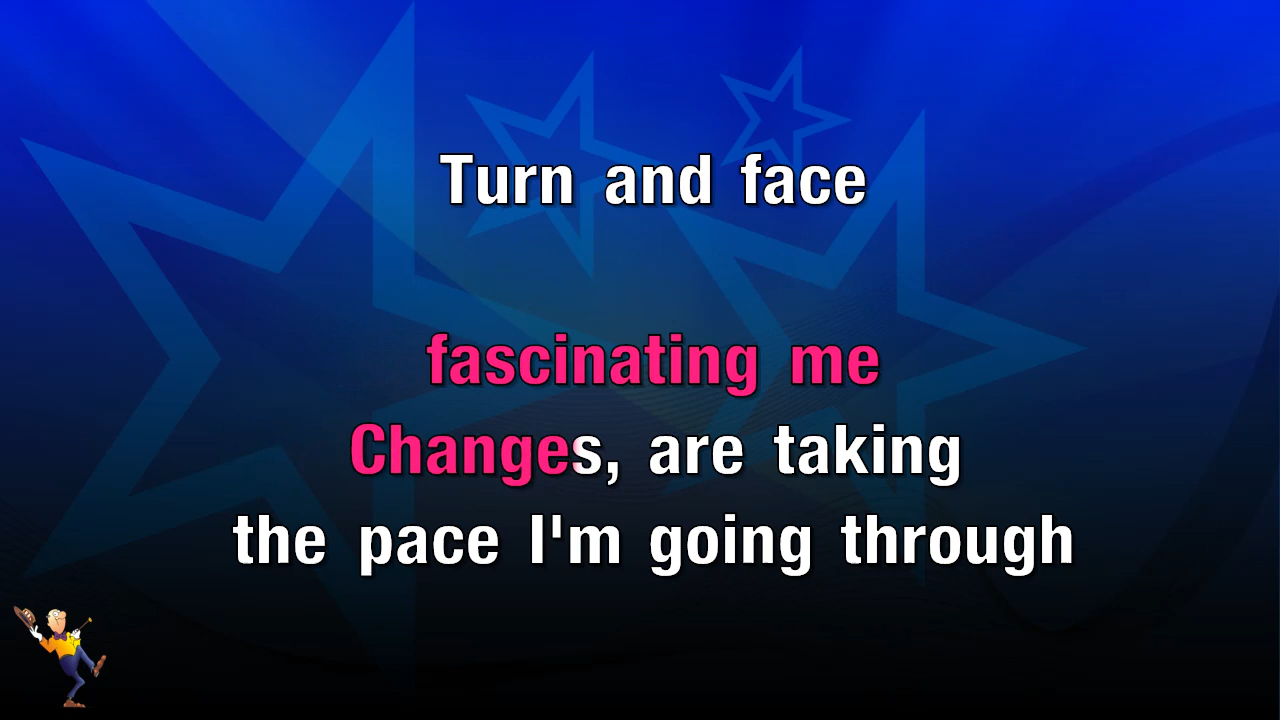 Turn and face
fascinating me
Changes, are taking
the pace I'm going through